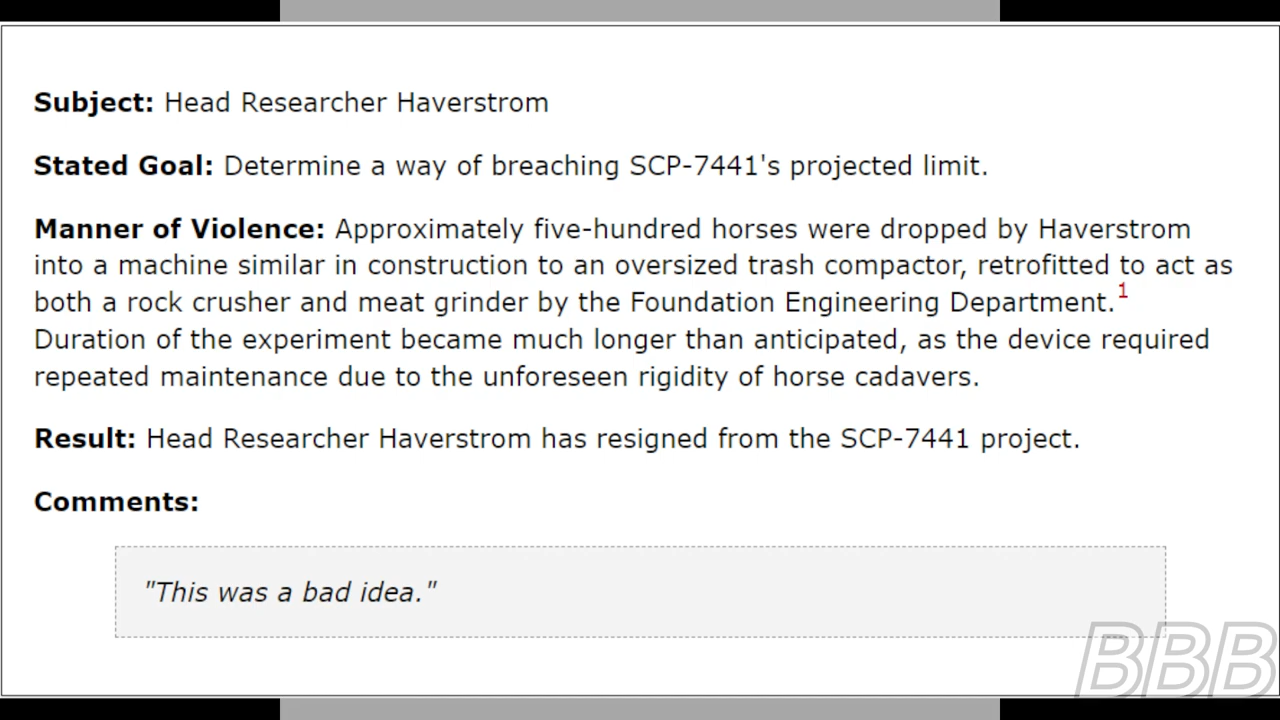 Subject: Head Researcher Haverstrom
Stated Goal: Determine a way of breaching SCP-7441's projected limit.
Manner of Violence: Approximately five-hundred horses were dropped by Haverstrom
into a machine similar in construction to an oversized trash compactor, retrofitted to act as
both a rock crusher and meat grinder by the Foundation Engineering Department.1
Duration of the experiment became much longer than anticipated, as the device required
repeated maintenance due to the unforeseen rigidity of horse cadavers.
Result: Head Researcher Haverstrom has resigned from the SCP-7441 project.
Comments:
"This was a bad idea."
BBB